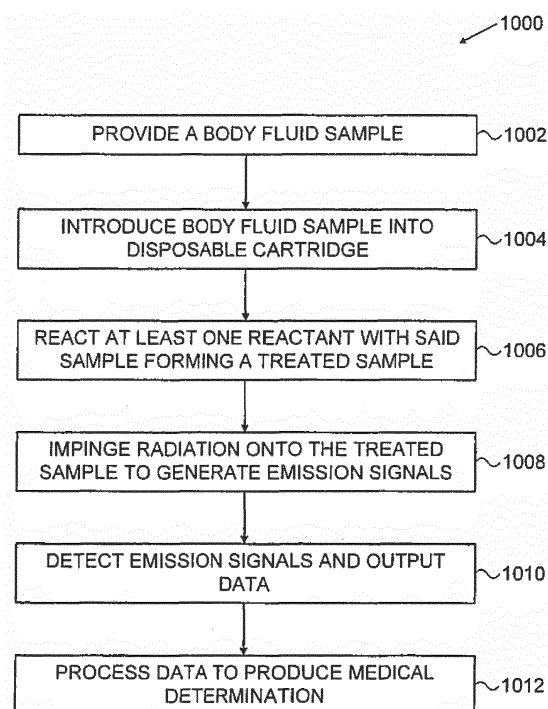 1000
PROVIDE A BODY FLUID SAMPLE
1002
INTRODUCE BODY FLUID SAMPLE INTO
DISPOSABLE CARTRIDGE
1004
REACT AT LEAST ONE REACTANT WITH SAID
SAMPLE FORMING A TREATED SAMPLE
1006
IMPINGE RADIATION ONTO THE TREATED
SAMPLE TO GENERATE EMISSION SIGNALS
1008
DETECT EMISSION SIGNALS AND OUTPUT
DATA
1010
PROCESS DATA TO PRODUCE MEDICAL
DETERMINATION
1012